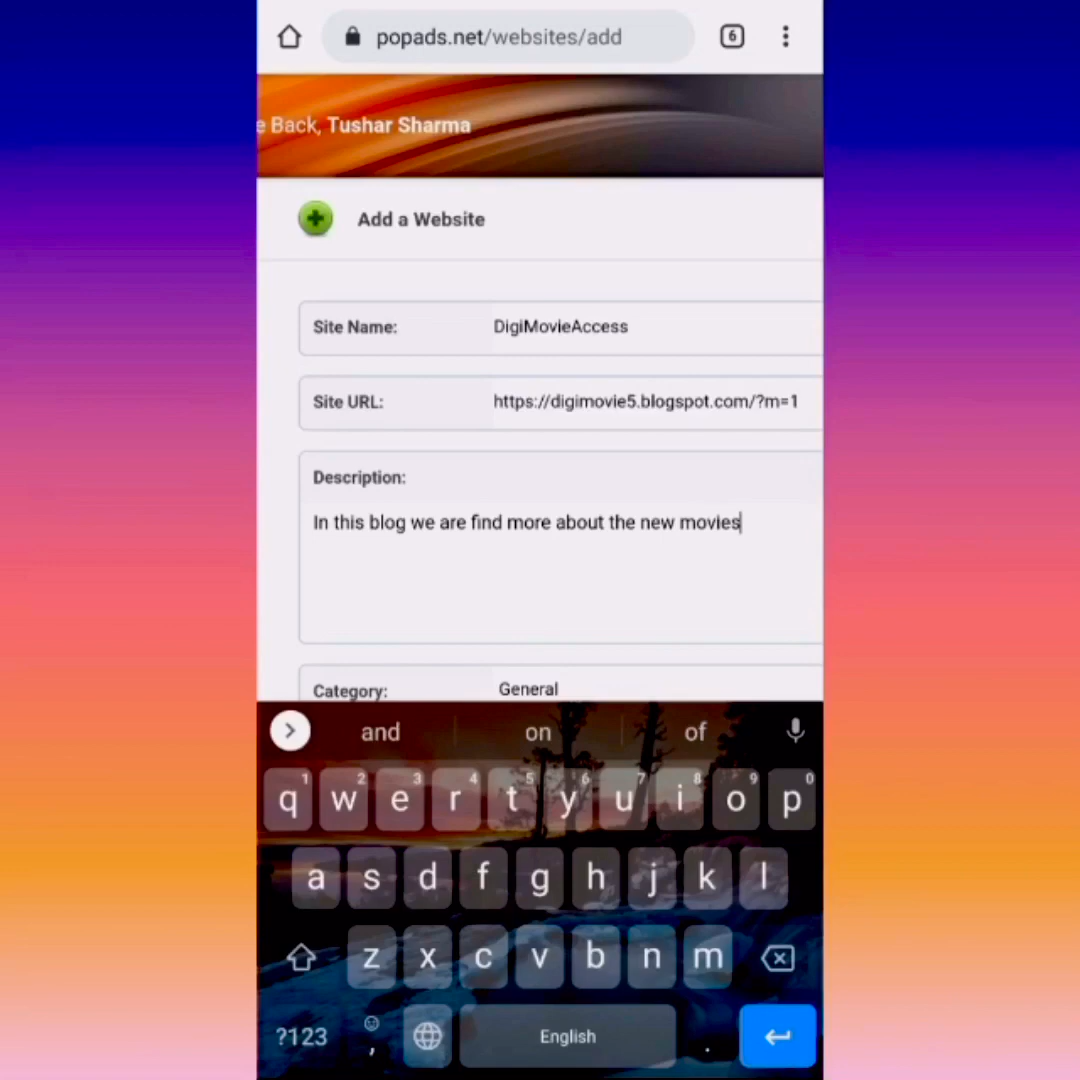 popads.net/websites/add
6
e Back, Tushar Sharma
Add a Website
Site Name: DigiMovieAccess
Site URL: https://digimovie5.blogspot.com/?m=1
Description:
In this blog we are find more about the new movies
Category: General
and on of
1 2 3 4 5 6 7 8 9 0
q w e r t y u i o p
a s d f g h j k l
z x c v b n m
?123 , English .